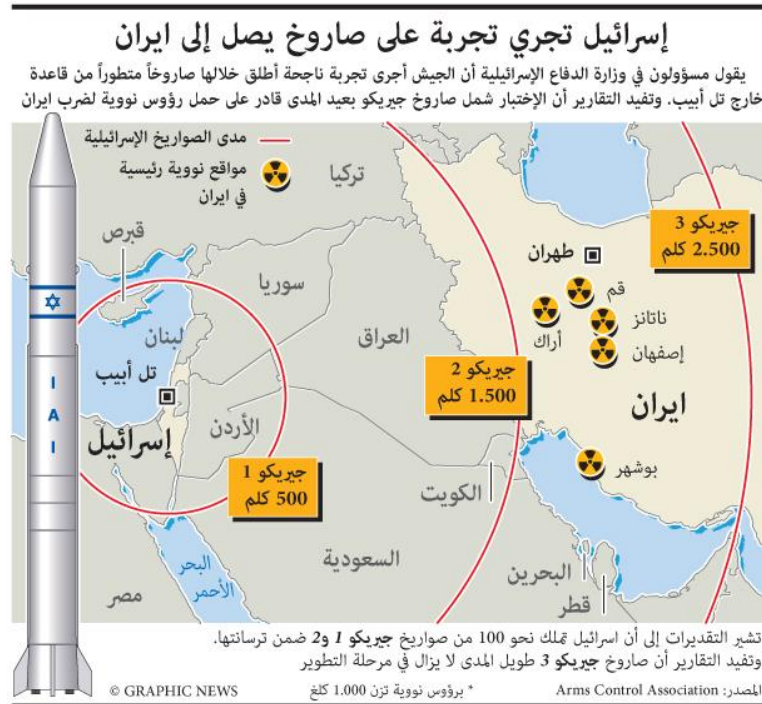 إسرائيل تجري تجربة على صاروخ يصل إلى ايران
يقول مسؤولون في وزارة الدفاع الإسرائيلية أن الجيش أجرى تجربة ناجحة أطلق خلالها صاروخاً متطوراً من قاعدة
خارج تل أبيب. وتفيد التقارير أن الإختبار شمل صاروخ جيريكو بعيد المدى قادر على حمل رؤوس نووية لضرب ايران
مدى الصواريخ الإسرائيلية
مواقع نووية رئيسية
في ايران
تركيا
قبرص
سوريا
لبنان
العراق
تل أبيب
إسرائيل
الأردن
جيريكو 1
500 كلم
جيريكو 2
1.500 كلم
جيريكو 3
2.500 كلم
طهران
قم
ناتانز
أراك
إصفهان
ايران
بوشهر
الكويت
السعودية
البحرين
قطر
البحر
الأحمر
مصر
I
A
I
تشير التقديرات إلى أن اسرائيل تملك نحو 100 من صواريخ جيريكو 1 و2 ضمن ترسانتها.
وتفيد التقارير أن صاروخ جيريكو 3 طويل المدى لا يزال في مرحلة التطوير
المصدر: Arms Control Association
* برؤوس نووية تزن 1.000 كلغ
© GRAPHIC NEWS